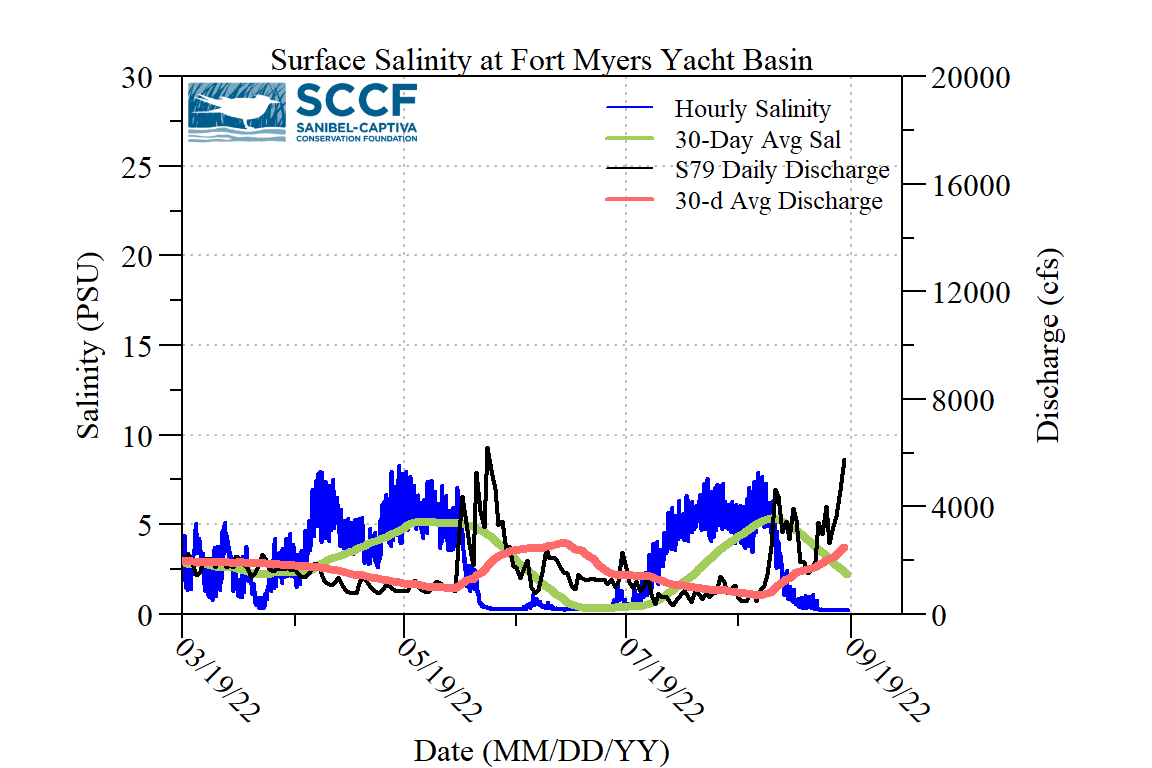 Surface Salinity at Fort Myers Yacht Basin
SCCF
SANIBEL-CAPTIVA
CONSERVATION FOUNDATION
Hourly Salinity
30-Day Avg Sal
S79 Daily Discharge
30-d Avg Discharge
Salinity (PSU)
30
25
20
15
10
5
0
20000
16000
12000
8000
4000
0
Discharge (cfs)
03/19/22
05/19/22
07/19/22
09/19/22
Date (MM/DD/YY)